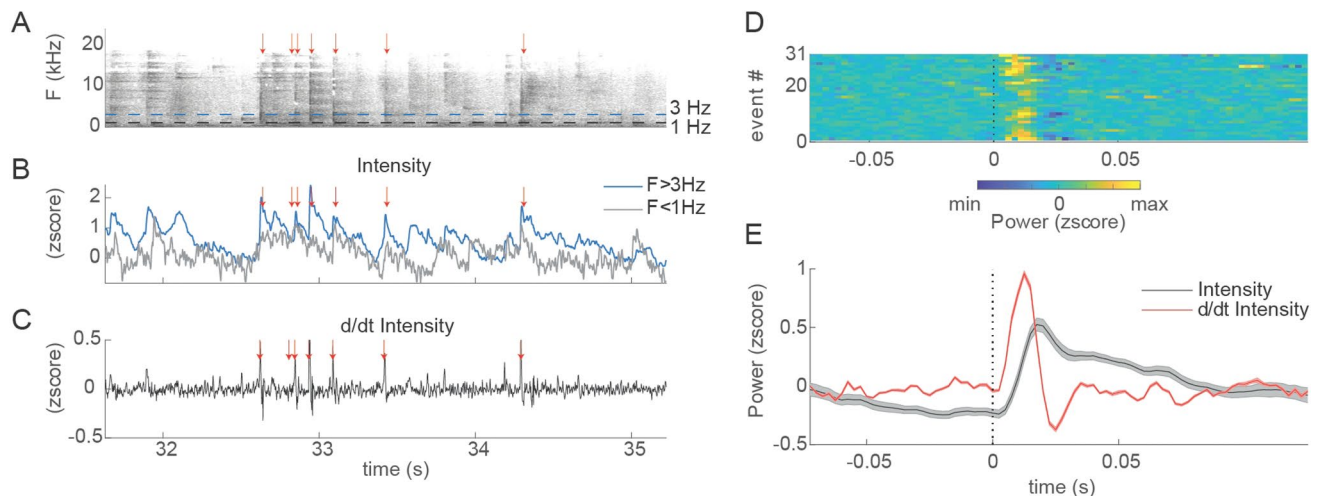 A
F (kHz)
20
10
0
3 Hz
1 Hz
B
Intensity
(zscore)
2
1
0
F>3Hz
F<1Hz
C
d/dt Intensity
(zscore)
0.5
0
-0.5
32
33
34
35
time (s)
D
event #
31
20
0
-0.05
0
0.05
min
0
max
Power (zscore)
E
Power (zscore)
1
0.5
0
-0.5
Intensity
d/dt Intensity
-0.05
0
0.05
time (s)